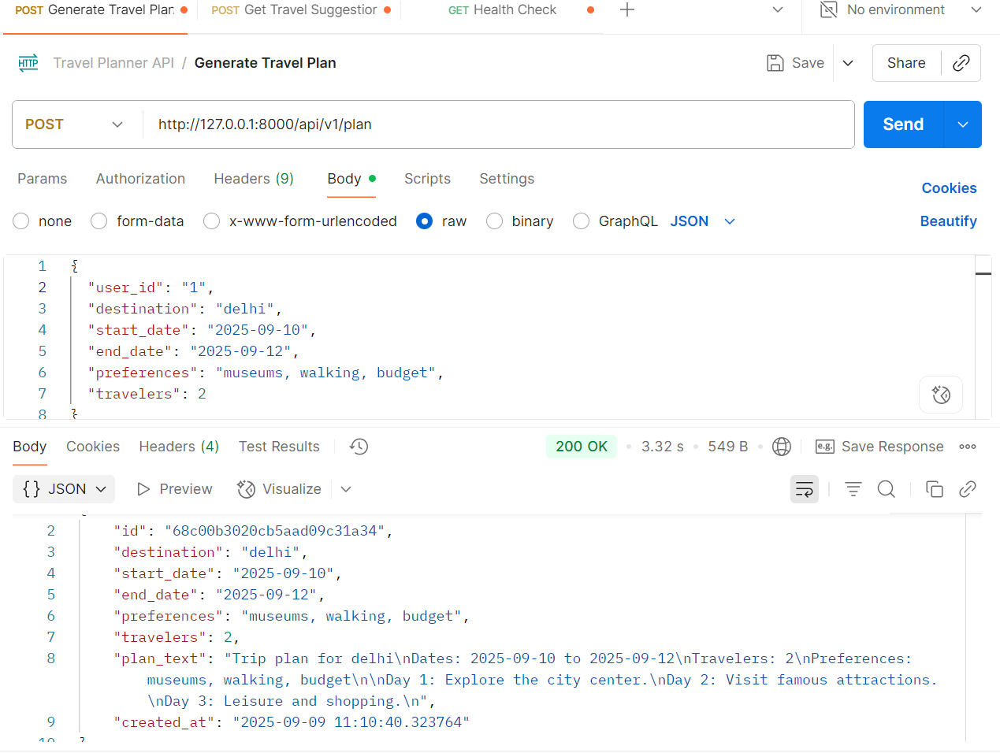 POST Generate Travel Plan POST Get Travel Suggestion GET Health Check No environment
Travel Planner API / Generate Travel Plan Save Share
POST http://127.0.0.1:8000/api/v1/plan Send
Params Authorization Headers (9) Body Scripts Settings Cookies
none form-data x-www-form-urlencoded raw binary GraphQL JSON Beautify
1 {
2 "user_id": "1",
3 "destination": "delhi",
4 "start_date": "2025-09-10",
5 "end_date": "2025-09-12",
6 "preferences": "museums, walking, budget",
7 "travelers": 2
8 }
Body Cookies Headers (4) Test Results 200 OK 3.32 s 549 B e.g. Save Response
{} JSON Preview Visualize
2 "id": "68c00b3020cb5aad09c31a34",
3 "destination": "delhi",
4 "start_date": "2025-09-10",
5 "end_date": "2025-09-12",
6 "preferences": "museums, walking, budget",
7 "travelers": 2,
8 "plan_text": "Trip plan for delhi\nDates: 2025-09-10 to 2025-09-12\nTravelers: 2\nPreferences:
museums, walking, budget\n\nDay 1: Explore the city center.\nDay 2: Visit famous attractions.
\nDay 3: Leisure and shopping.\n",
9 "created_at": "2025-09-09 11:10:40.323764"
10 }